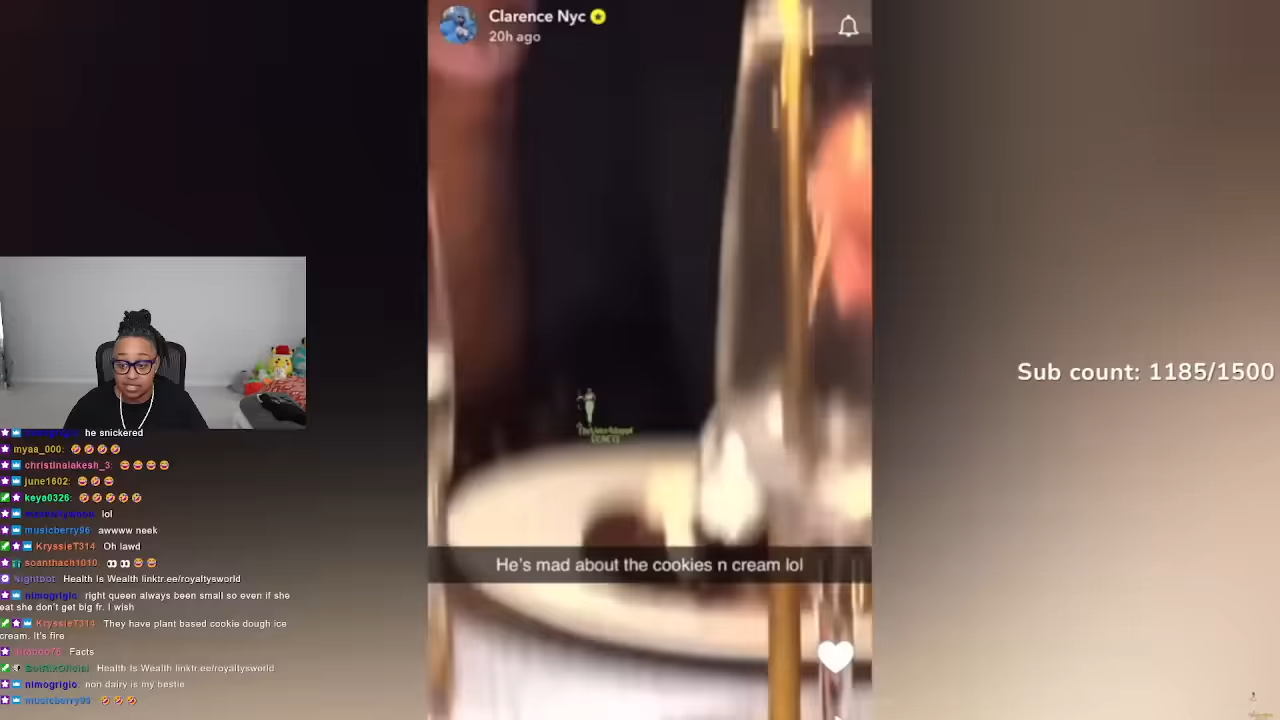 Clarence Nyc
20h ago
Sub count: 1185/1500
He's mad about the cookies n cream lol
he snickered
myaa_000:
christinalakesh_3:
june1602:
keya0326:
lol
musicberry96 awwww neek
KryssieT314 Oh lawd
soanthach1010
Nightbot Health Is Wealth linktr.ee/royaltysworld
nimogrigio right queen always been small so even if she
eat she don't get big fr. I wish
KryssieT314: They have plant based cookie dough ice
cream. It's fire
Facts
Health Is Wealth linktr.ee/royaltysworld
nimogrigio non dairy is my bestie
musicberry96